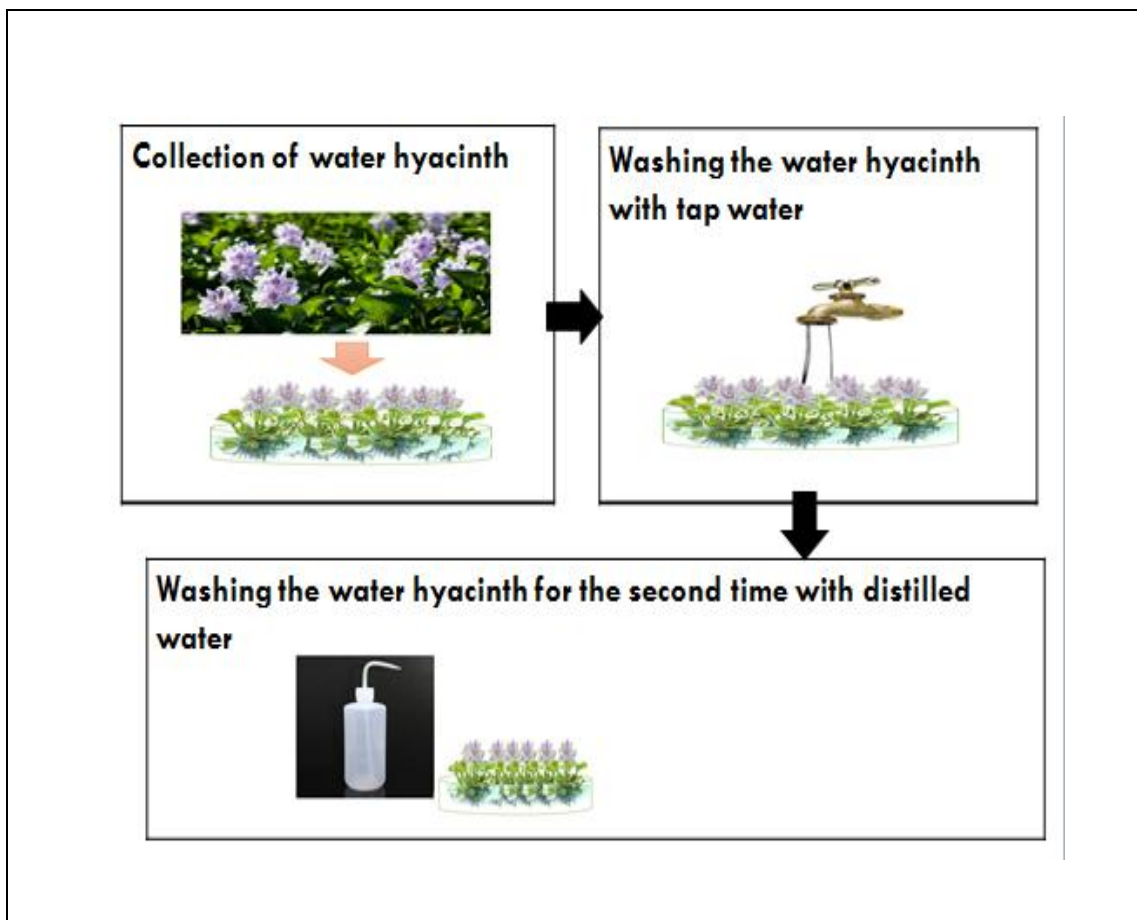 Collection of water hyacinth
Washing the water hyacinth
with tap water
Washing the water hyacinth for the second time with distilled
water